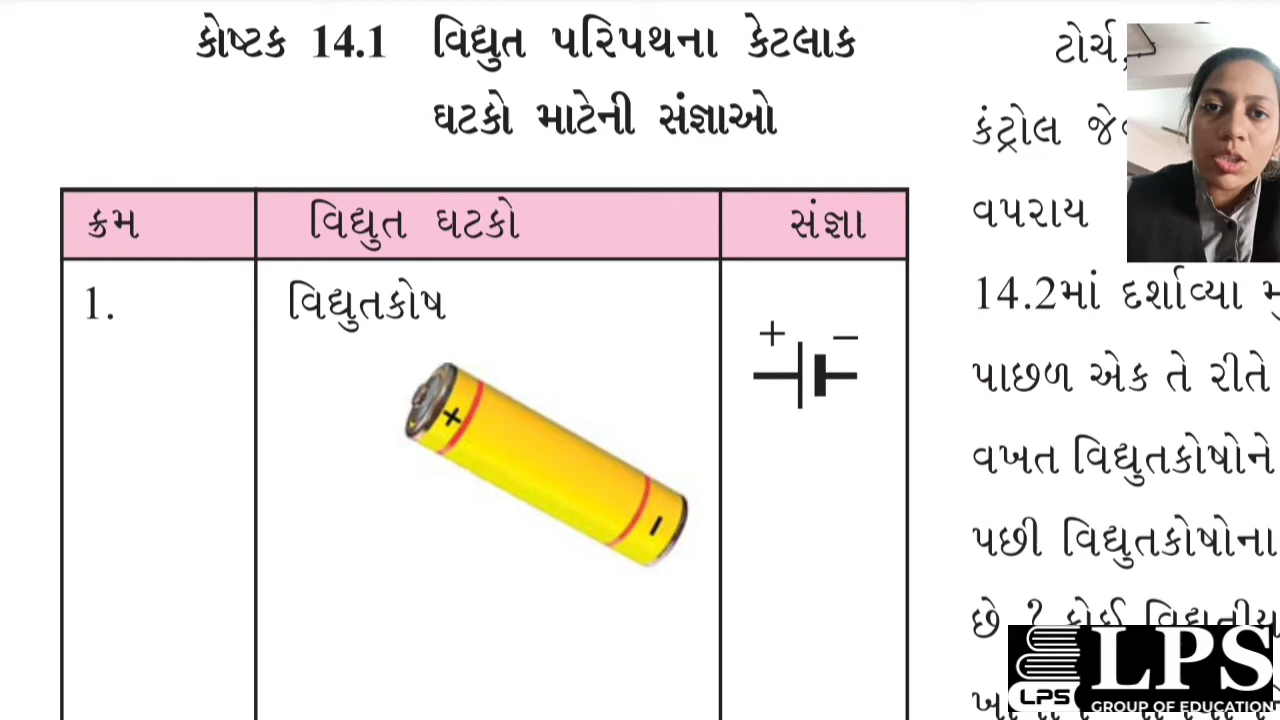 કોષ્ટક 14.1 વિદ્યુત પરિપથના કેટલાક
ઘટકો માટેની સંજ્ઞાઓ
ક્રમ વિદ્યુત ઘટકો સંજ્ઞા
1. વિદ્યુતકોષ
+ −
+
-
ટોર્ચ,
કંટ્રોલ
વપરાય
14.2માં દર્શાવ્યા
પાછળ એક તે રીતે
વખત વિદ્યુતકોષોને
પછી વિદ્યુતકોષોના
છે ? કોઈ
LPS
LPS
GROUP OF EDUCATION